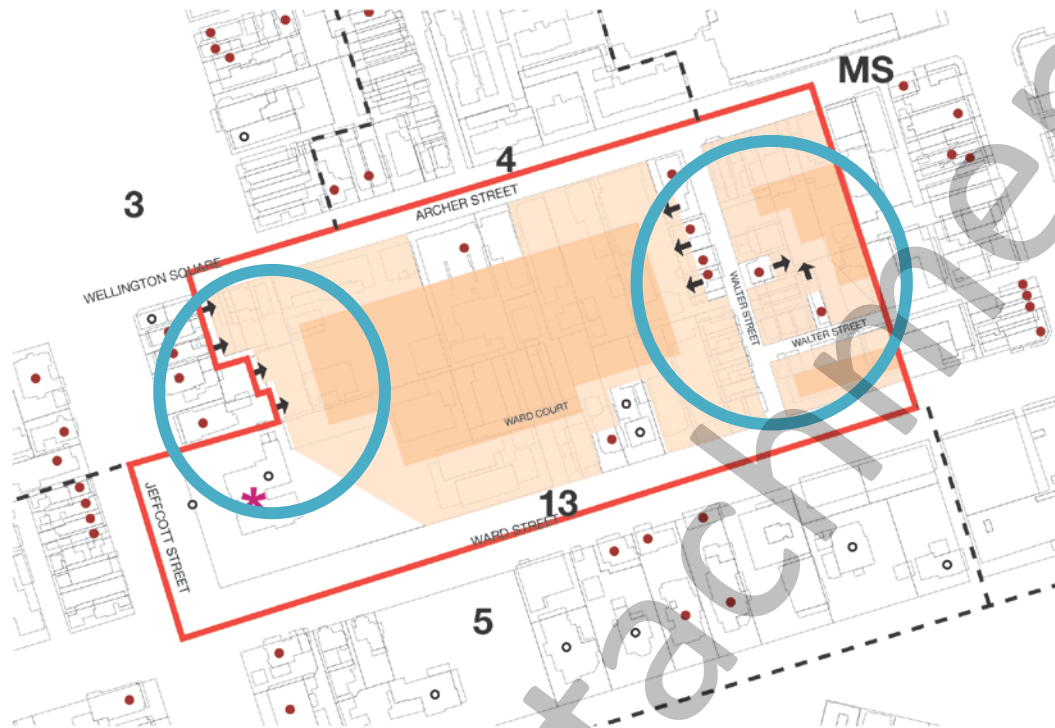 MS
4
ARCHER STREET
3
WELLINGTON SQUARE
WALTER STREET
WALTER STREET
WARD COURT
*
13
WARD STREET
JEFFCOTT STREET
5